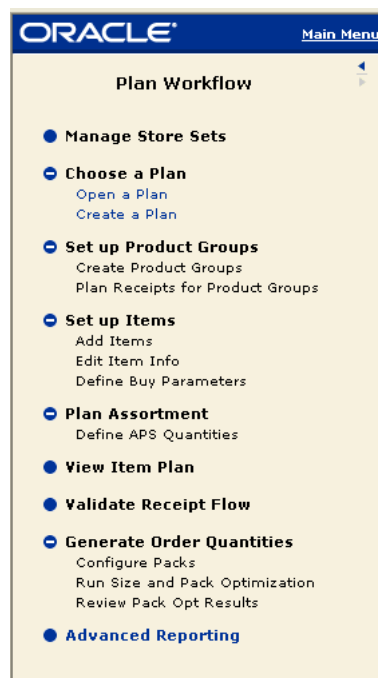 ORACLE®
Main Menu
Plan Workflow
Manage Store Sets
Choose a Plan
Open a Plan
Create a Plan
Set up Product Groups
Create Product Groups
Plan Receipts for Product Groups
Set up Items
Add Items
Edit Item Info
Define Buy Parameters
Plan Assortment
Define APS Quantities
View Item Plan
Validate Receipt Flow
Generate Order Quantities
Configure Packs
Run Size and Pack Optimization
Review Pack Opt Results
Advanced Reporting